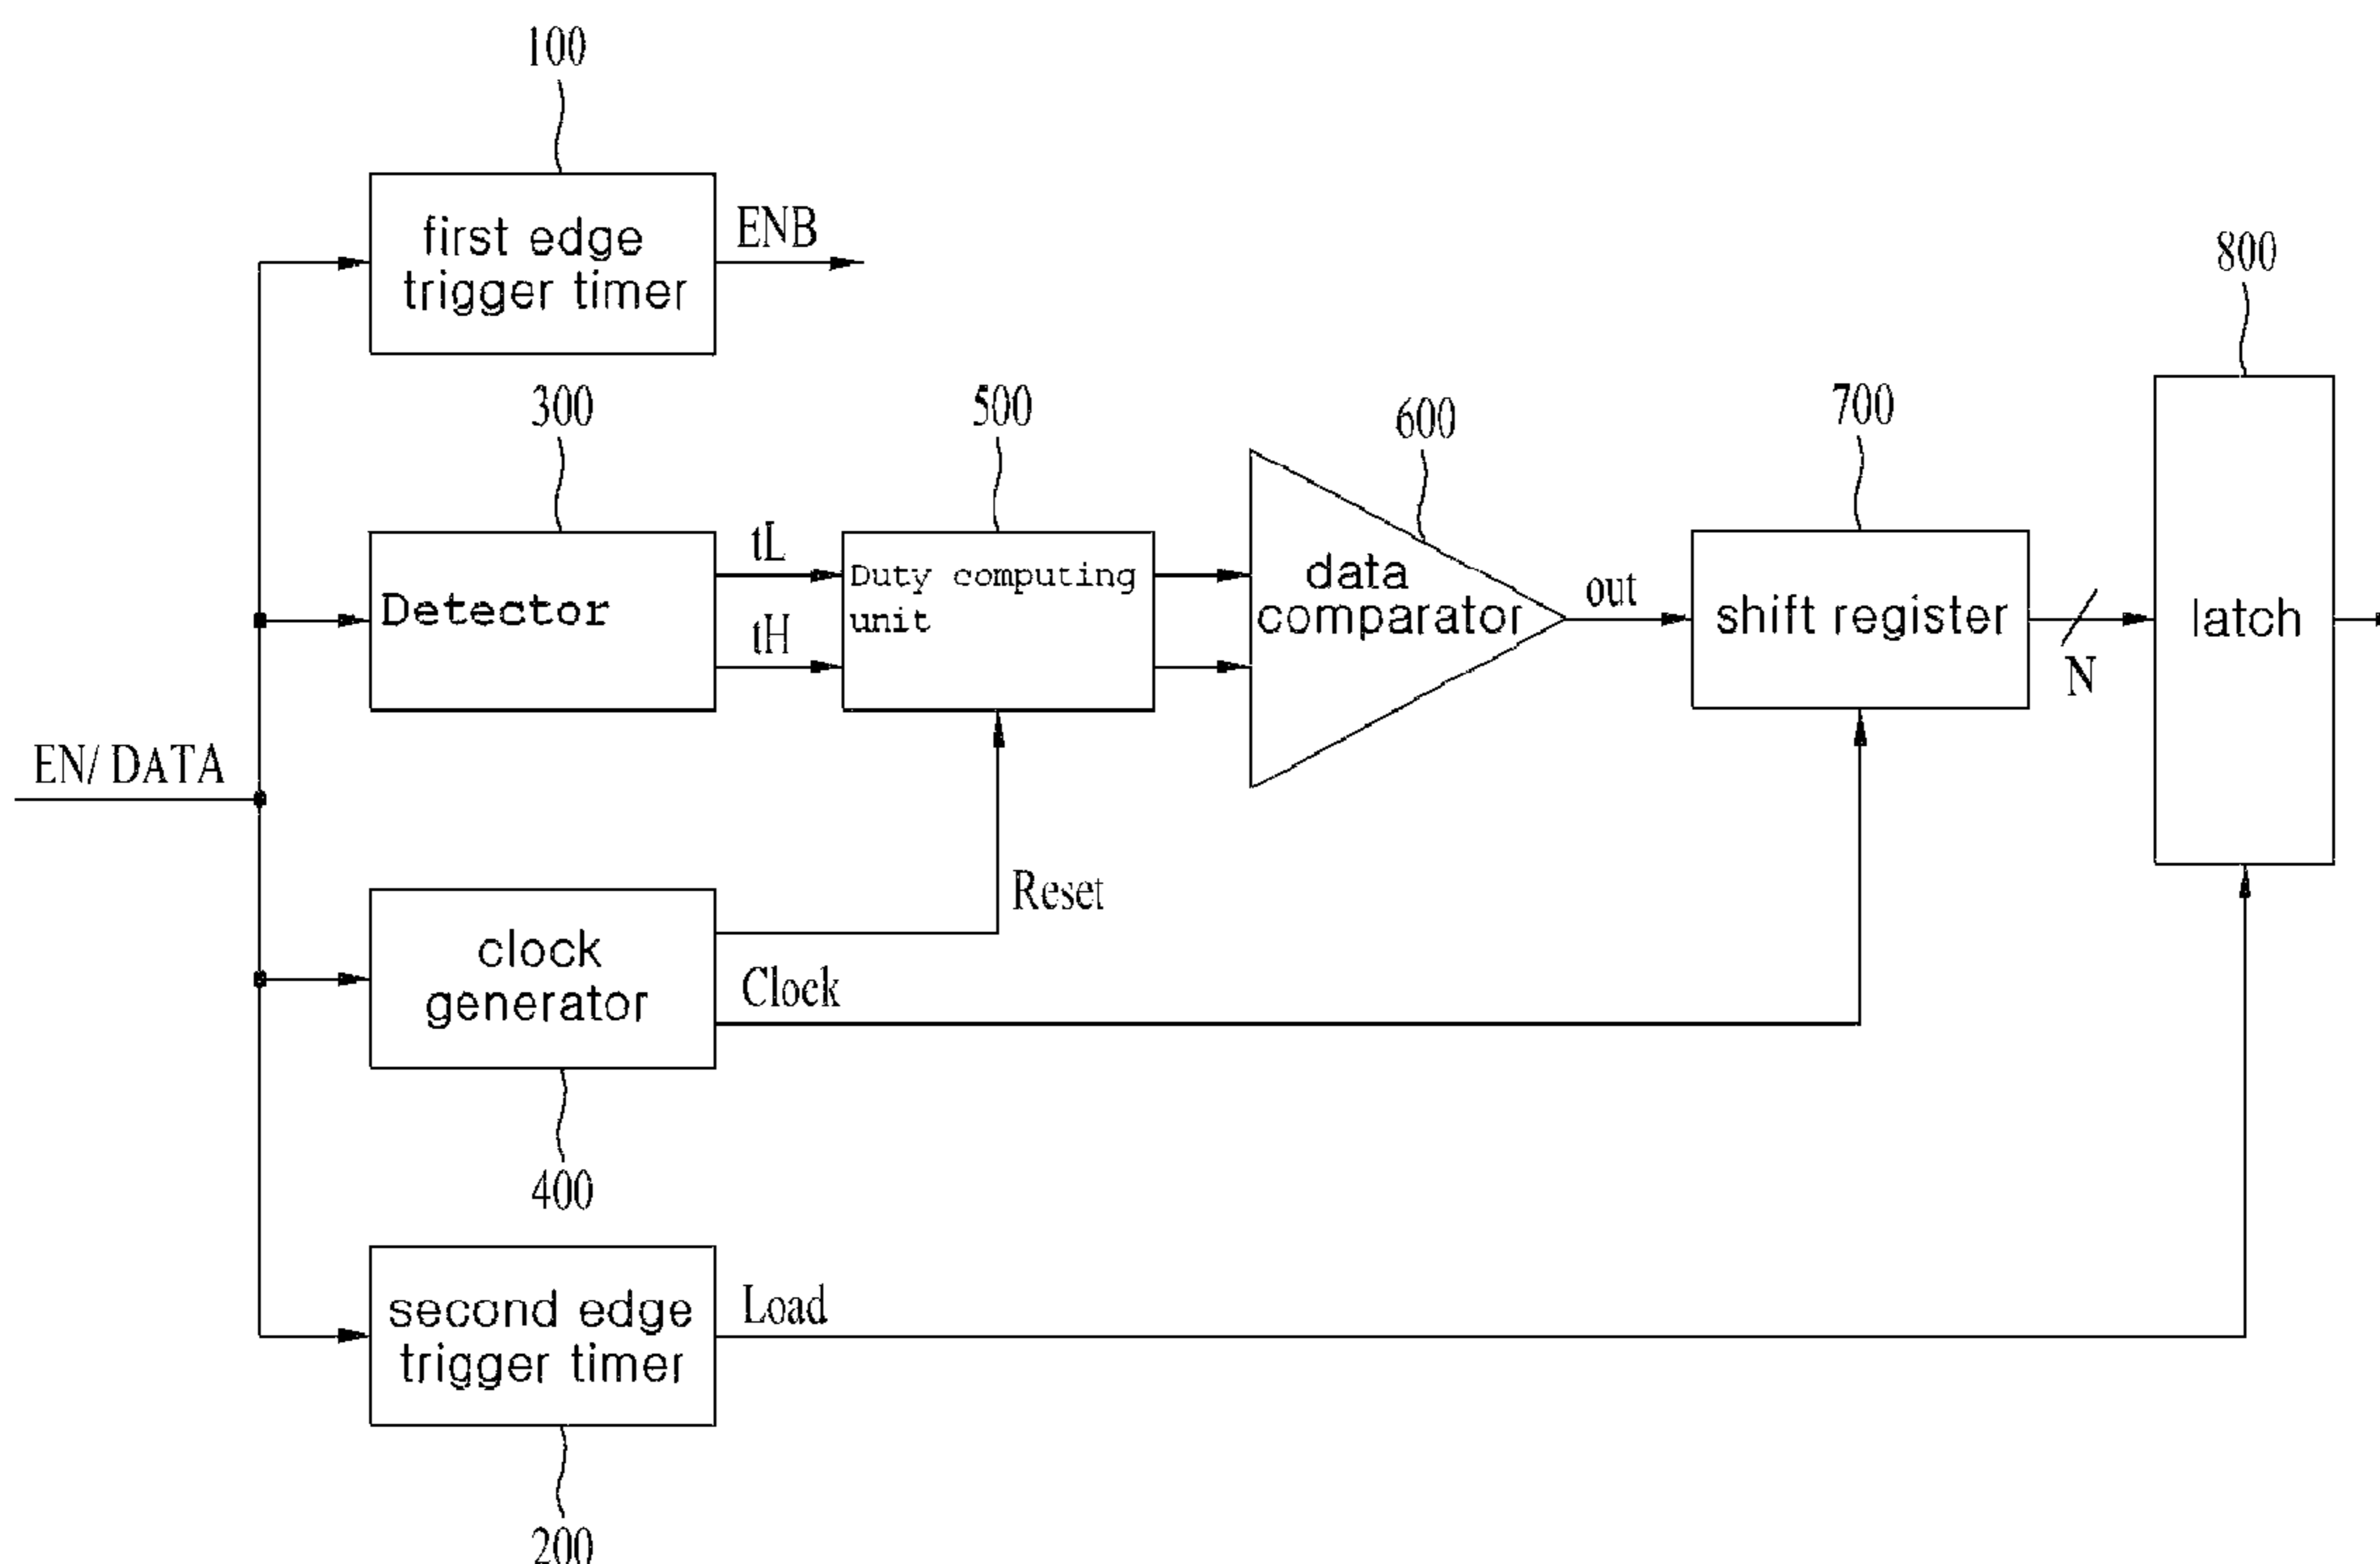 100
first edge
trigger timer
ENB
800
300
500
600
700
Detector
tL
tH
Duty computing
unit
data
comparator
out
shift register
N
latch
EN/ DATA
Reset
clock
generator
Clock
400
second edge
trigger timer
Load
200